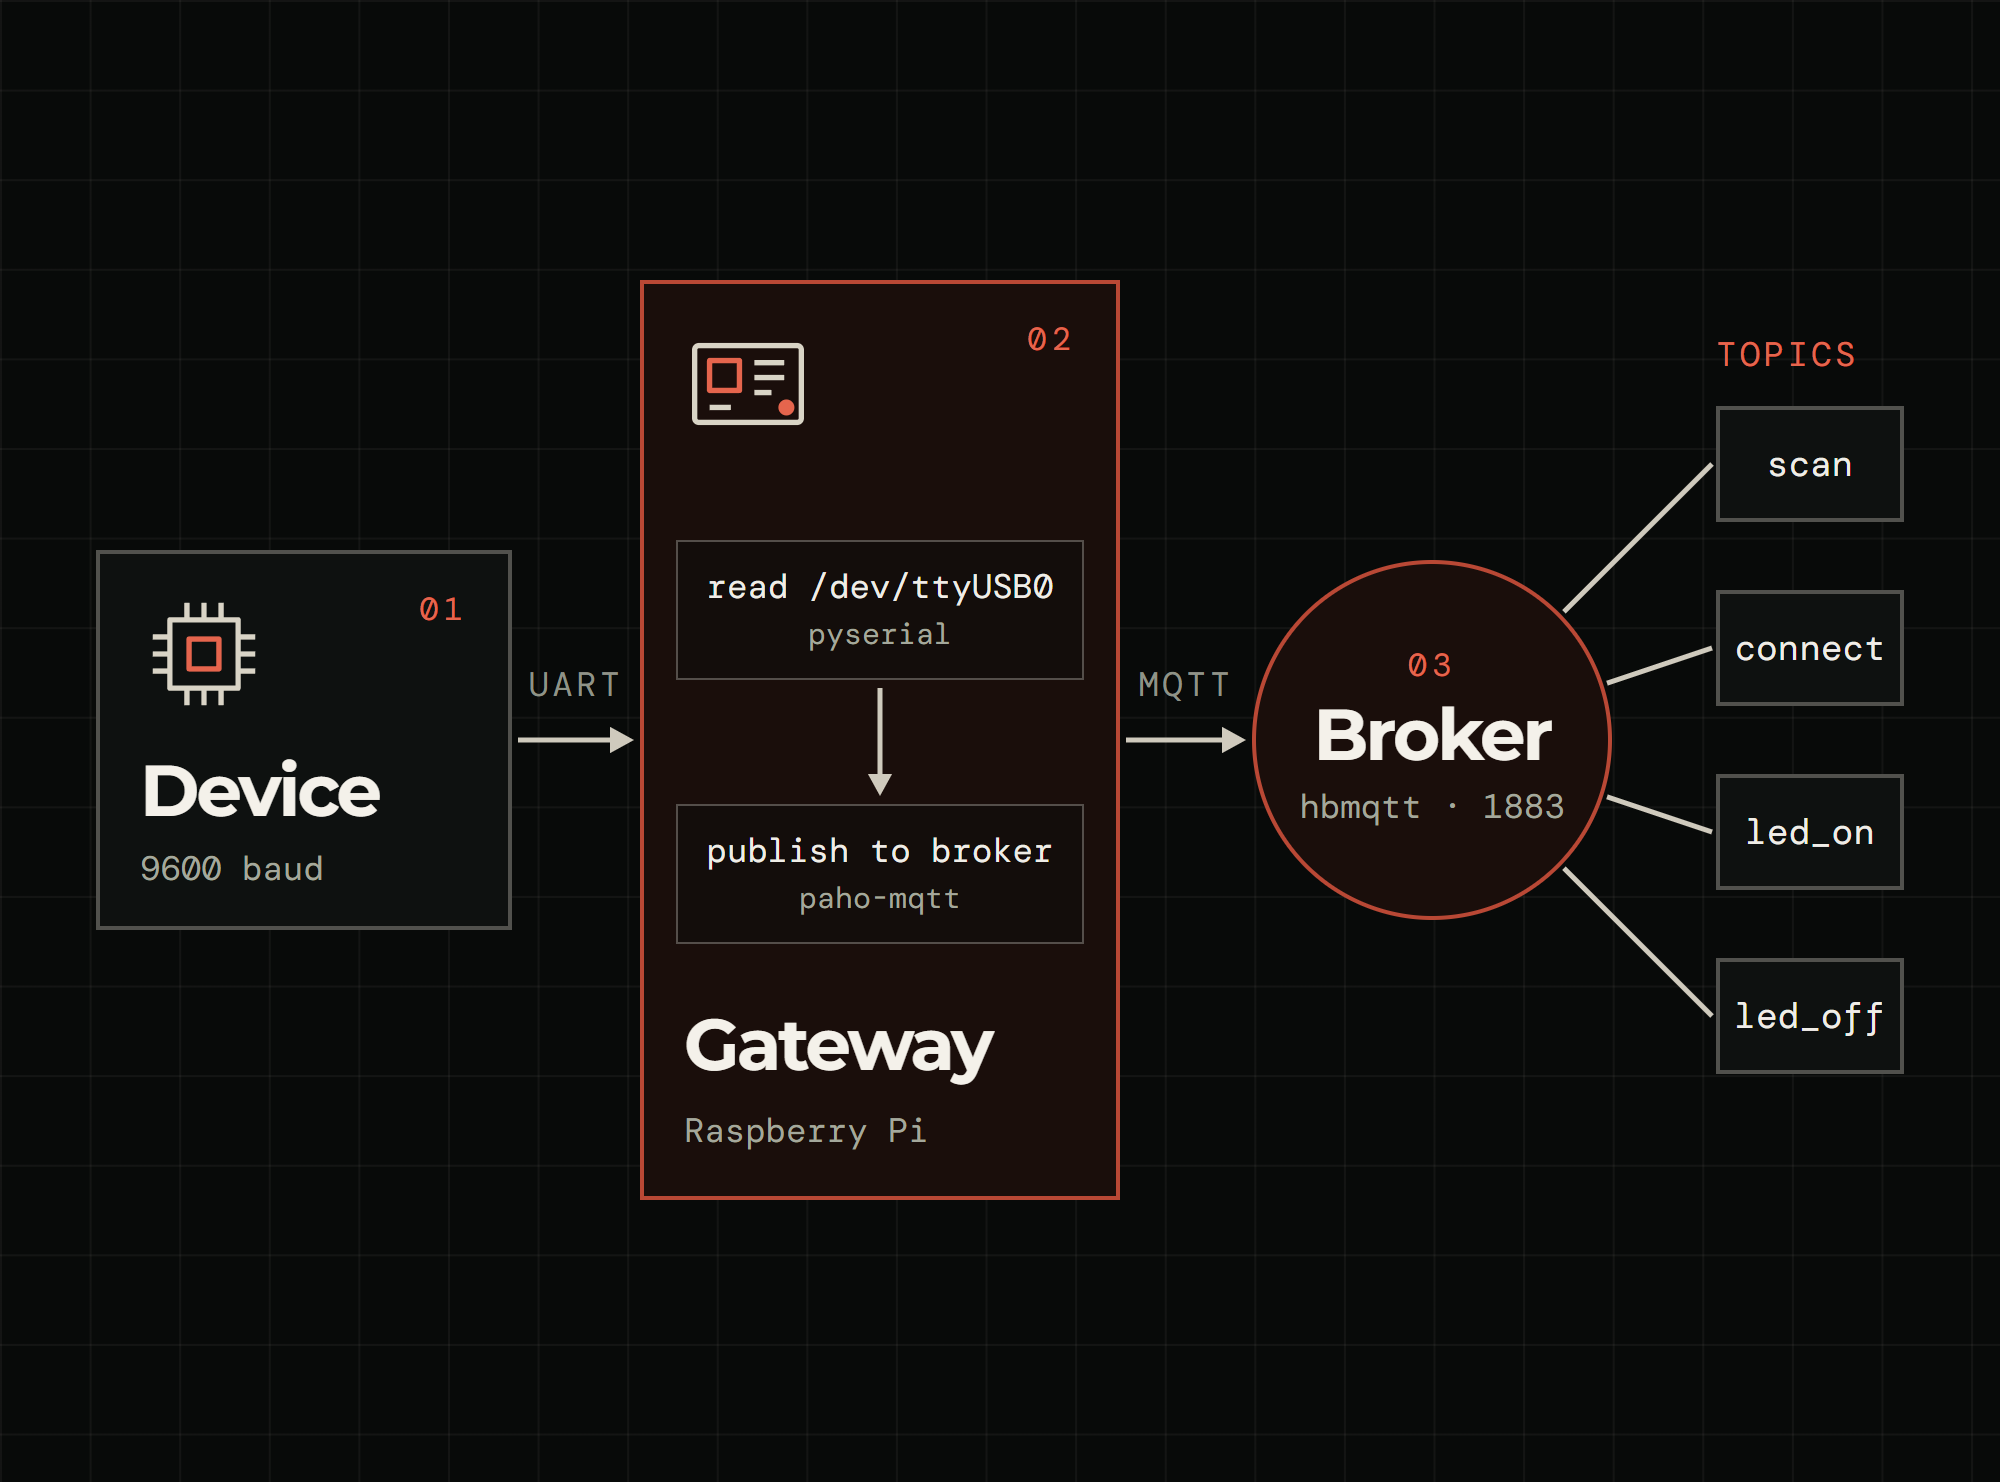 01
Device
9600 baud
UART
02
read /dev/ttyUSB0
pyserial
publish to broker
paho-mqtt
Gateway
Raspberry Pi
MQTT
03
Broker
hbmqtt · 1883
TOPICS
scan
connect
led_on
led_off